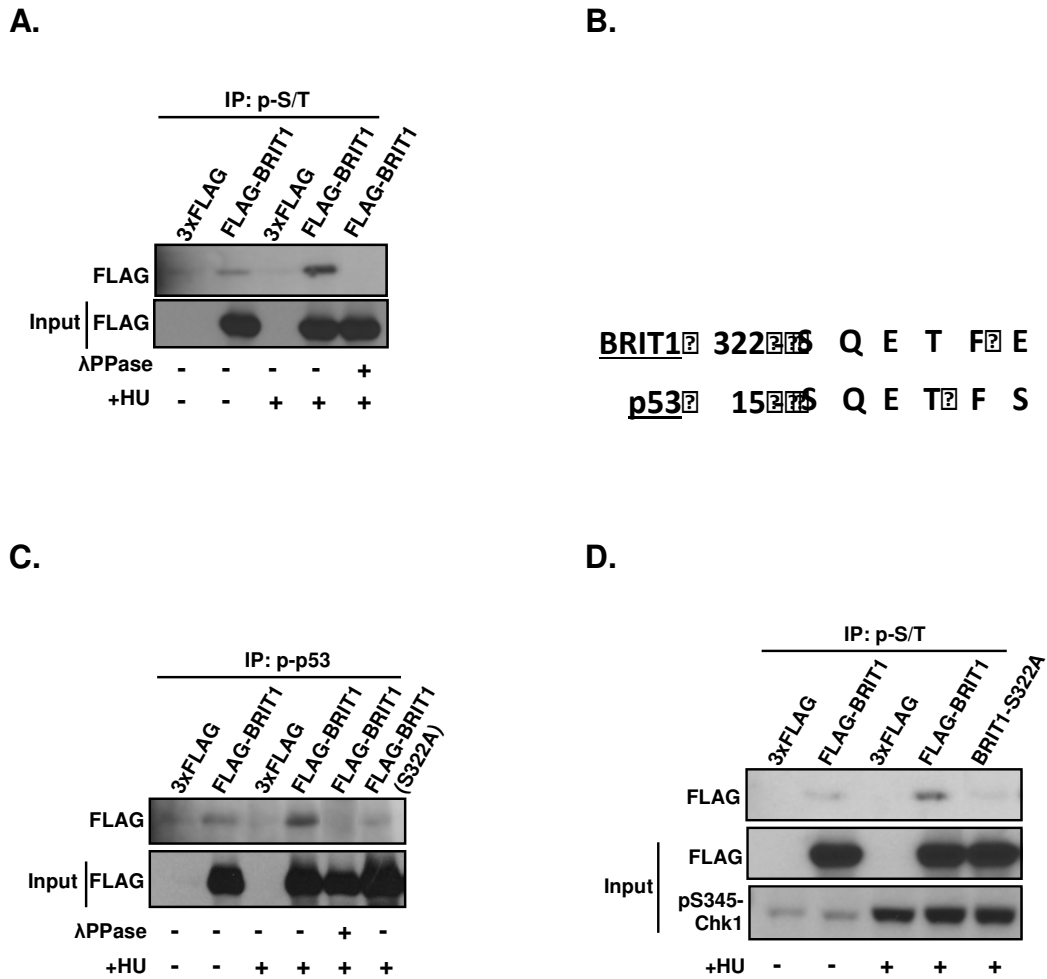 A.
IP: p-S/T
3xFLAG FLAG-BRIT1 3xFLAG FLAG-BRIT1 FLAG-BRIT1
FLAG
Input FLAG
λPPase - - - - +
+HU - - + + +
B.
BRIT1 322- S Q E T F E
p53 15- S Q E T F S
C.
IP: p-p53
3xFLAG FLAG-BRIT1 3xFLAG FLAG-BRIT1 FLAG-BRIT1 FLAG-BRIT1
(S322A)
FLAG
Input FLAG
λPPase - - - - + -
+HU - - + + + +
D.
IP: p-S/T
3xFLAG FLAG-BRIT1 3xFLAG FLAG-BRIT1 BRIT1-S322A
FLAG
FLAG
Input
pS345-
Chk1
+HU - - + + +